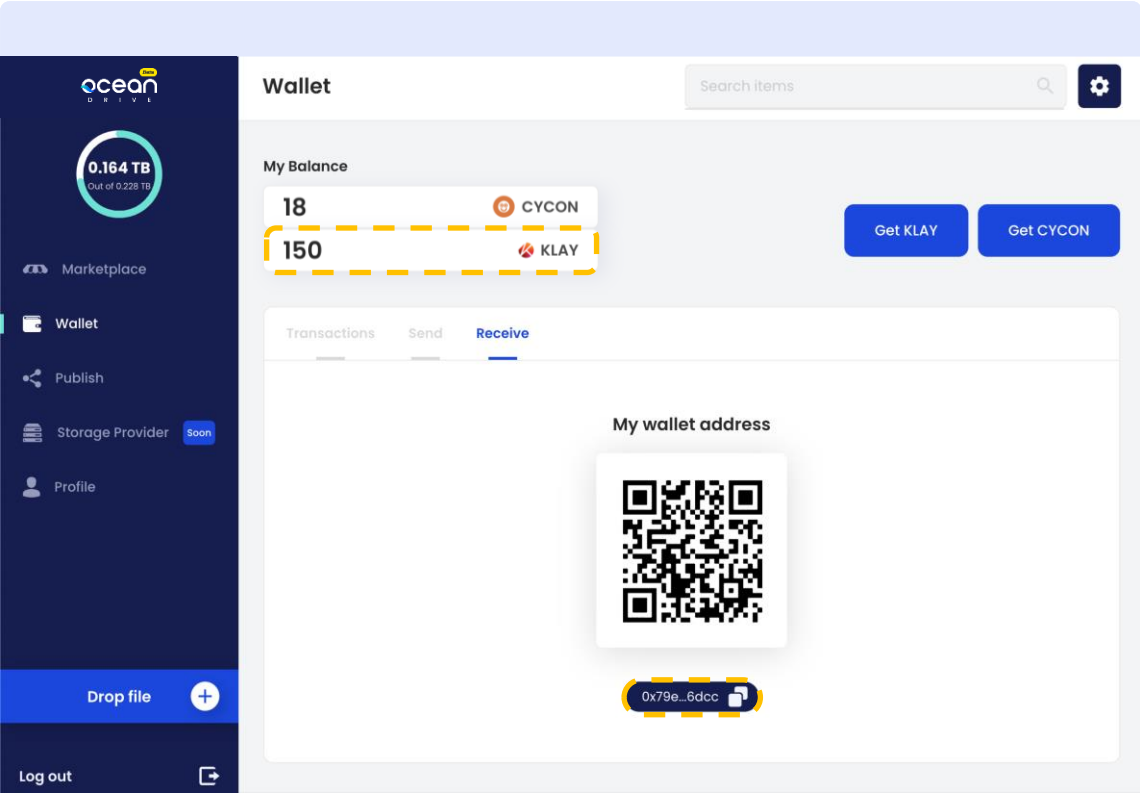 ocean
Beta
DRIVE
0.164 TB
Out of 0.228 TB
Marketplace
Wallet
Publish
Storage Provider
Soon
Profile
Drop file
Log out
Wallet
Search items
My Balance
18 CYCON
150 KLAY
Get KLAY
Get CYCON
Transactions Send Receive
My wallet address
0x79e...6dcc